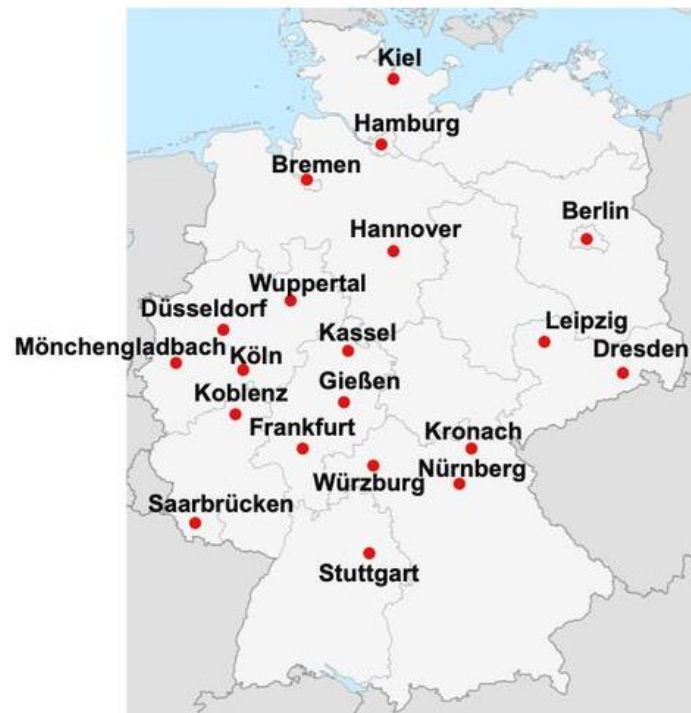 Kiel
Hamburg
Bremen
Berlin
Hannover
Wuppertal
Düsseldorf
Kassel
Leipzig
Mönchengladbach
Köln
Dresden
Koblenz
Gießen
Frankfurt
Kronach
Würzburg
Nürnberg
Saarbrücken
Stuttgart